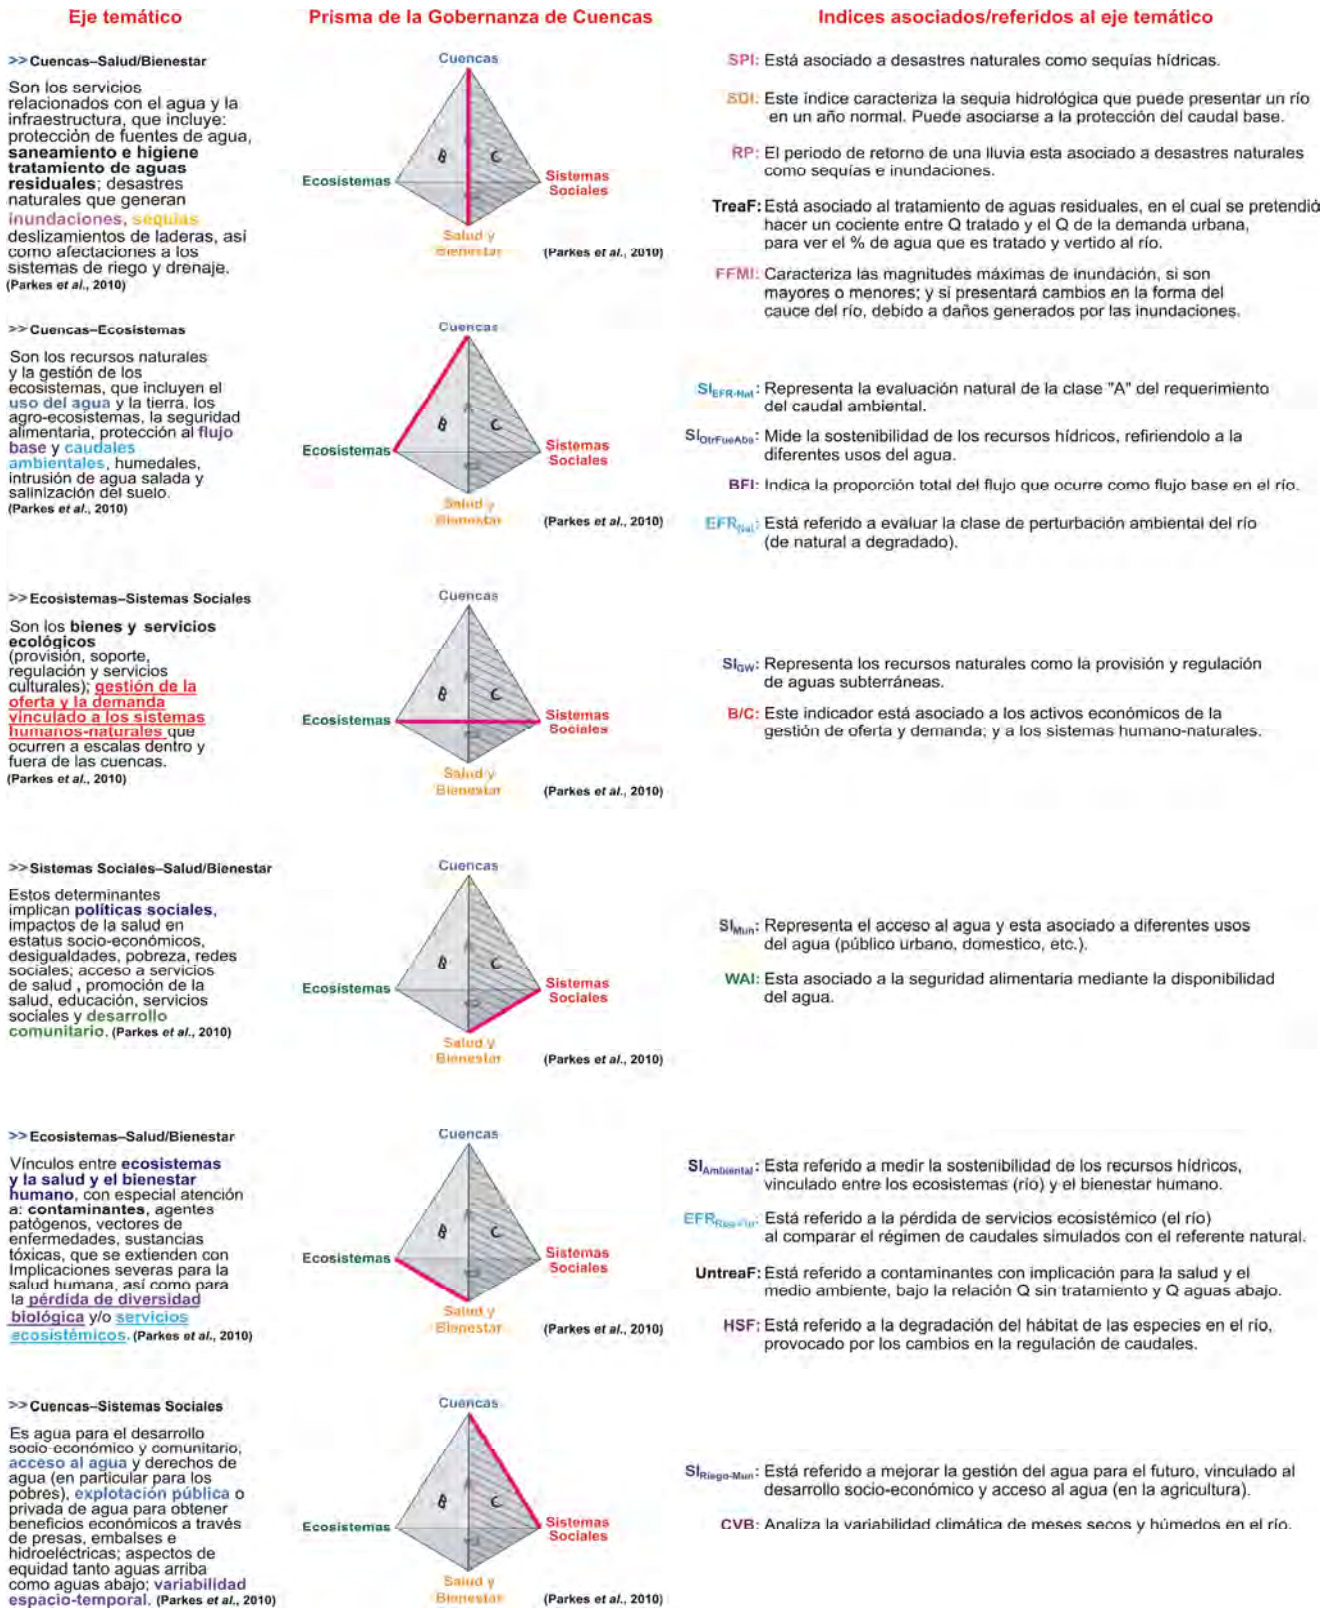 Eje temático
Prisma de la Gobernanza de Cuencas
Indices asociados/referidos al eje temático
>> Cuencas–Salud/Bienestar
Son los servicios
relacionados con el agua y la
infraestructura, que incluye:
protección de fuentes de agua,
saneamiento e higiene
tratamiento de aguas
residuales; desastres
naturales que generan
inundaciones, sequías
deslizamientos de laderas, así
como afectaciones a los
sistemas de riego y drenaje.
(Parkes et al., 2010)
Cuencas
B
C
Ecosistemas
Sistemas
Sociales
Salud y
Bienestar
(Parkes et al., 2010)
SPI: Está asociado a desastres naturales como sequías hídricas.
SDI: Este índice caracteriza la sequia hidrológica que puede presentar un río
en un año normal. Puede asociarse a la protección del caudal base.
RP: El periodo de retorno de una lluvia esta asociado a desastres naturales
como sequías e inundaciones.
TreaF: Está asociado al tratamiento de aguas residuales, en el cual se pretendió
hacer un cociente entre Q tratado y el Q de la demanda urbana,
para ver el % de agua que es tratado y vertido al río.
FFMI: Caracteriza las magnitudes máximas de inundación, si son
mayores o menores; y si presentará cambios en la forma del
cauce del río, debido a daños generados por las inundaciones.
>> Cuencas–Ecosistemas
Son los recursos naturales
y la gestión de los
ecosistemas, que incluyen el
uso del agua y la tierra, los
agro-ecosistemas, la seguridad
alimentaria, protección al flujo
base y caudales
ambientales, humedales,
intrusión de agua salada y
salinización del suelo.
(Parkes et al., 2010)
Cuencas
B
C
Ecosistemas
Sistemas
Sociales
Salud y
Bienestar
(Parkes et al., 2010)
SIEFR-Nat: Representa la evaluación natural de la clase "A" del requerimiento
del caudal ambiental.
SIOtrFueAbs: Mide la sostenibilidad de los recursos hídricos, refiriendolo a la
diferentes usos del agua.
BFI: Indica la proporción total del flujo que ocurre como flujo base en el río.
EFRNat: Está referido a evaluar la clase de perturbación ambiental del río
(de natural a degradado).
>> Ecosistemas–Sistemas Sociales
Son los bienes y servicios
ecológicos
(provisión, soporte,
regulación y servicios
culturales); gestión de la
oferta y la demanda
vinculado a los sistemas
humanos-naturales que
ocurren a escalas dentro y
fuera de las cuencas.
(Parkes et al., 2010)
Cuencas
B
C
Ecosistemas
Sistemas
Sociales
Salud y
Bienestar
(Parkes et al., 2010)
SIGW: Representa los recursos naturales como la provisión y regulación
de aguas subterráneas.
B/C: Este indicador está asociado a los activos económicos de la
gestión de oferta y demanda; y a los sistemas humano-naturales.
>> Sistemas Sociales–Salud/Bienestar
Estos determinantes
implican políticas sociales,
impactos de la salud en
estatus socio-económicos,
desigualdades, pobreza, redes
sociales; acceso a servicios
de salud , promoción de la
salud, educación, servicios
sociales y desarrollo
comunitario. (Parkes et al., 2010)
Cuencas
B
C
Ecosistemas
Sistemas
Sociales
Salud y
Bienestar
(Parkes et al., 2010)
SIMun: Representa el acceso al agua y esta asociado a diferentes usos
del agua (público urbano, domestico, etc.).
WAI: Esta asociado a la seguridad alimentaria mediante la disponibilidad
del agua.
>> Ecosistemas–Salud/Bienestar
Vínculos entre ecosistemas
y la salud y el bienestar
humano, con especial atención
a: contaminantes, agentes
patógenos, vectores de
enfermedades, sustancias
tóxicas, que se extienden con
Implicaciones severas para la
salud humana, así como para
la pérdida de diversidad
biológica y/o servicios
ecosistémicos. (Parkes et al., 2010)
Cuencas
B
C
Ecosistemas
Sistemas
Sociales
Salud y
Bienestar
(Parkes et al., 2010)
SIAmbiental: Esta referido a medir la sostenibilidad de los recursos hídricos,
vinculado entre los ecosistemas (río) y el bienestar humano.
Está referido a la pérdida de servicios ecosistémico (el río)
al comparar el régimen de caudales simulados con el referente natural.
UntreaF: Está referido a contaminantes con implicación para la salud y el
medio ambiente, bajo la relación Q sin tratamiento y Q aguas abajo.
HSF: Está referido a la degradación del hábitat de las especies en el río,
provocado por los cambios en la regulación de caudales.
>> Cuencas–Sistemas Sociales
Es agua para el desarrollo
socio-económico y comunitario,
acceso al agua y derechos de
agua (en particular para los
pobres), explotación pública o
privada de agua para obtener
beneficios económicos a través
de presas, embalses e
hidroeléctricas; aspectos de
equidad tanto aguas arriba
como aguas abajo; variabilidad
espacio-temporal. (Parkes et al., 2010)
Cuencas
B
C
Ecosistemas
Sistemas
Sociales
Salud y
Bienestar
(Parkes et al., 2010)
SIRiego-Mun: Está referido a mejorar la gestión del agua para el futuro, vinculado al
desarrollo socio-económico y acceso al agua (en la agricultura).
CVB: Analiza la variabilidad climática de meses secos y húmedos en el río.